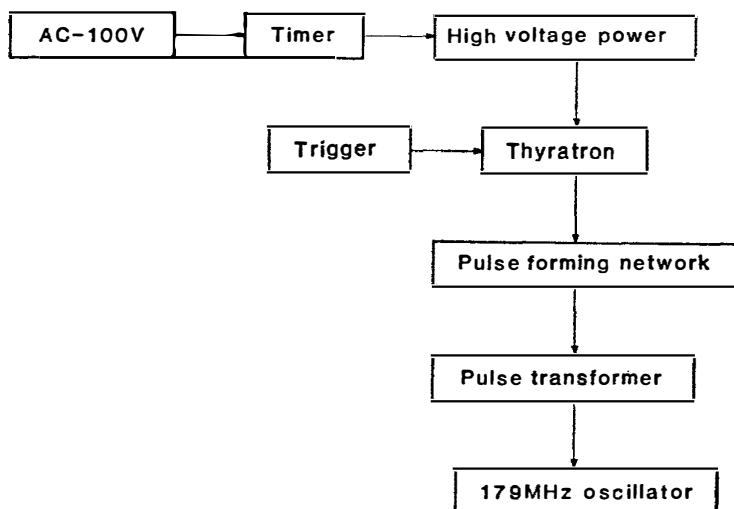 AC-100V
Timer
High voltage power
Trigger
Thyratron
Pulse forming network
Pulse transformer
179MHz oscillator